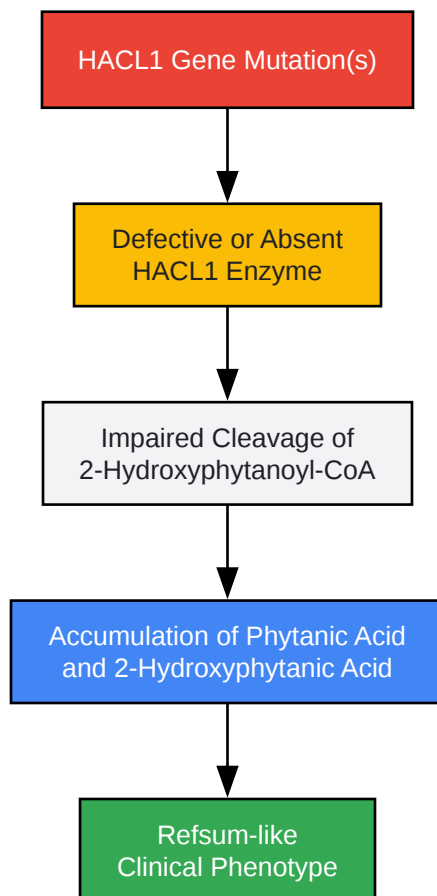 HACL1 Gene Mutation(s)
Defective or Absent
HACL1 Enzyme
Impaired Cleavage of
2-Hydroxyphytanoyl-CoA
Accumulation of Phytanic Acid
and 2-Hydroxyphytanic Acid
Refsum-like
Clinical Phenotype